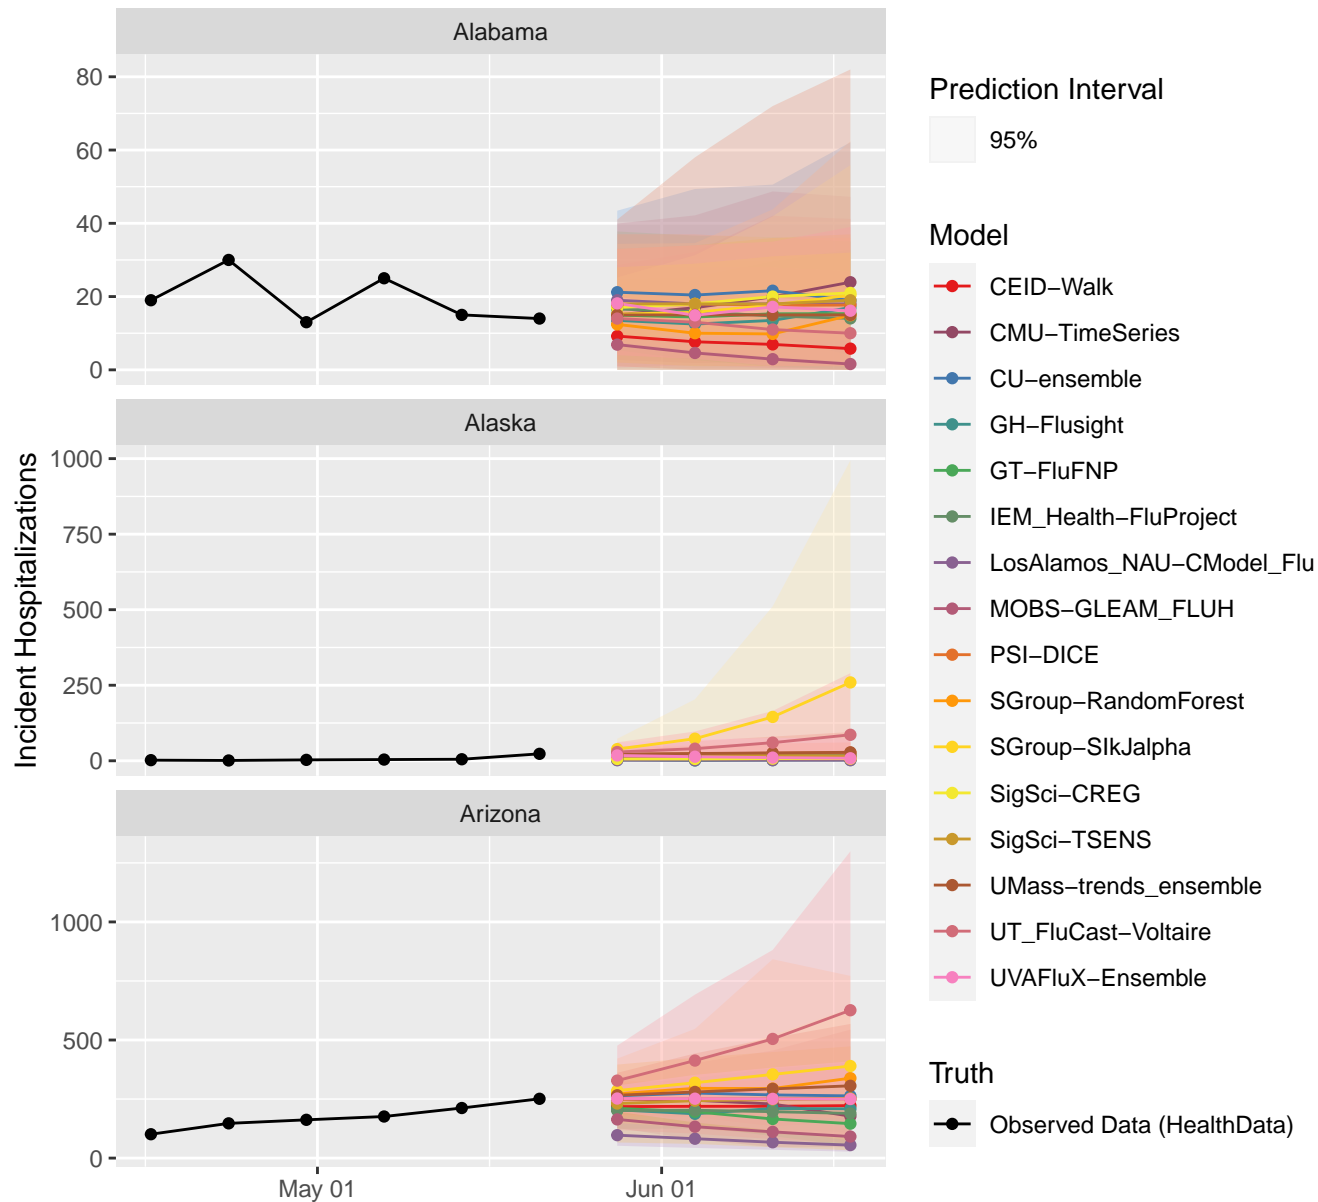 Alabama
80
60
40
20
0
Alaska
1000
750
500
250
0
Arizona
1000
500
0
May 01
Jun 01
Incident Hospitalizations
Prediction Interval
95%
Model
CEID−Walk
CMU−TimeSeries
CU−ensemble
GH−Flusight
GT−FluFNP
IEM_Health−FluProject
LosAlamos_NAU−CModel_Flu
MOBS−GLEAM_FLUH
PSI−DICE
SGroup−RandomForest
SGroup−SIkJalpha
SigSci−CREG
SigSci−TSENS
UMass−trends_ensemble
UT_FluCast−Voltaire
UVAFluX−Ensemble
Truth
Observed Data (HealthData)